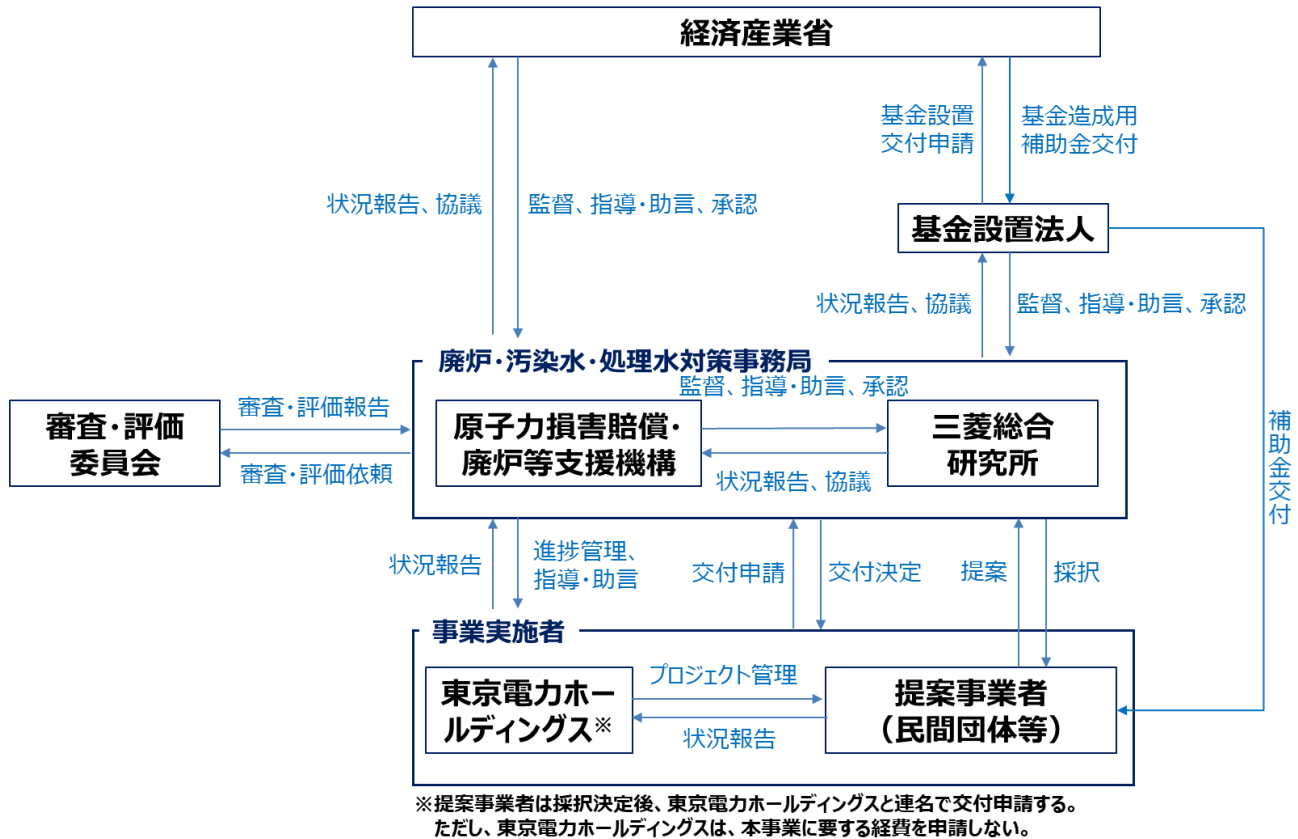 経済産業省
基金設置
交付申請
基金造成用
補助金交付
状況報告、協議
監督、指導・助言、承認
基金設置法人
状況報告、協議
監督、指導・助言、承認
廃炉・汚染水・処理水対策事務局
監督、指導・助言、承認
審査・評価
委員会
審査・評価報告
審査・評価依頼
原子力損害賠償・
廃炉等支援機構
三菱総合
研究所
状況報告、協議
補助金交付
状況報告
進捗管理、
指導・助言
交付申請
交付決定
提案
採択
事業実施者
東京電力ホー
ルディングス※
プロジェクト管理
状況報告
提案事業者
（民間団体等）
※提案事業者は採択決定後、東京電力ホールディングスと連名で交付申請する。
ただし、東京電力ホールディングスは、本事業に要する経費を申請しない。